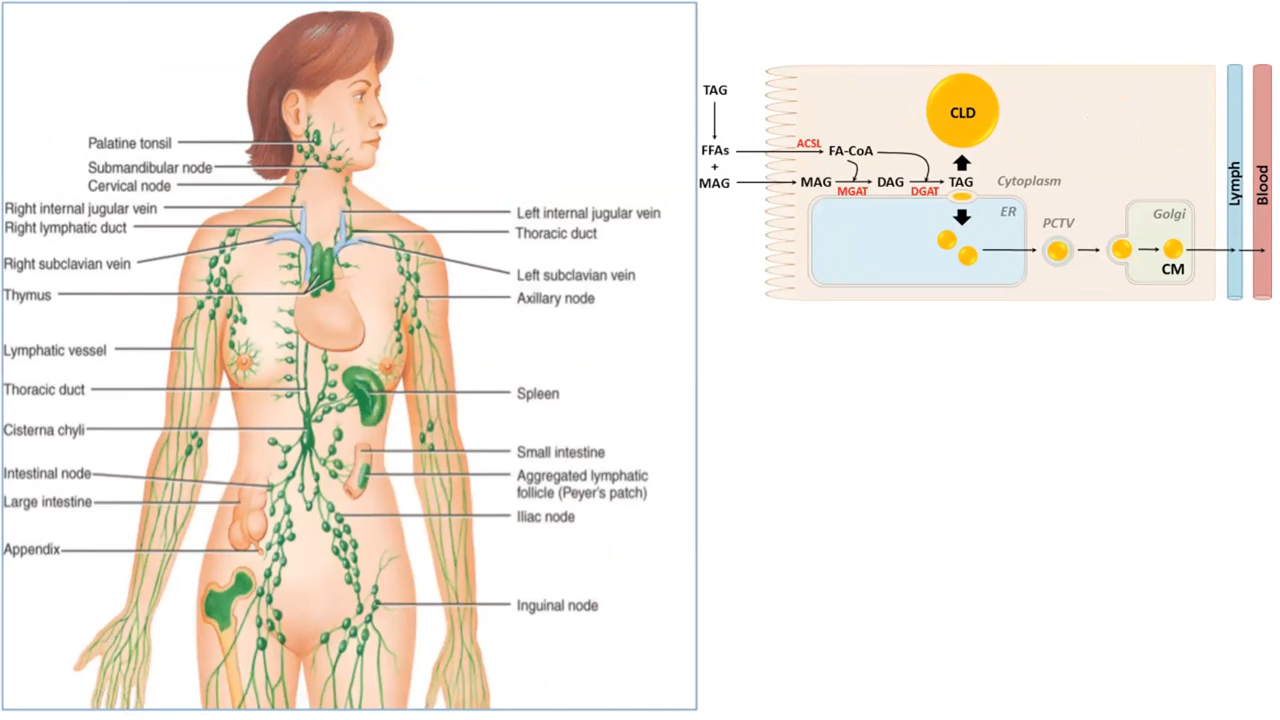 Palatine tonsil
Submandibular node
Cervical node
Right internal jugular vein
Right lymphatic duct
Right subclavian vein
Thymus
Lymphatic vessel
Thoracic duct
Cisterna chyli
Intestinal node
Large intestine
Appendix
Left internal jugular vein
Thoracic duct
Left subclavian vein
Axillary node
Spleen
Small intestine
Aggregated lymphatic
follicle (Peyer's patch)
Iliac node
Inguinal node
TAG
FFAs
+
MAG
ACSL
FA-CoA
MAG
MGAT
DAG
DGAT
TAG
CLD
Cytoplasm
ER
PCTV
Golgi
CM
Lymph
Blood